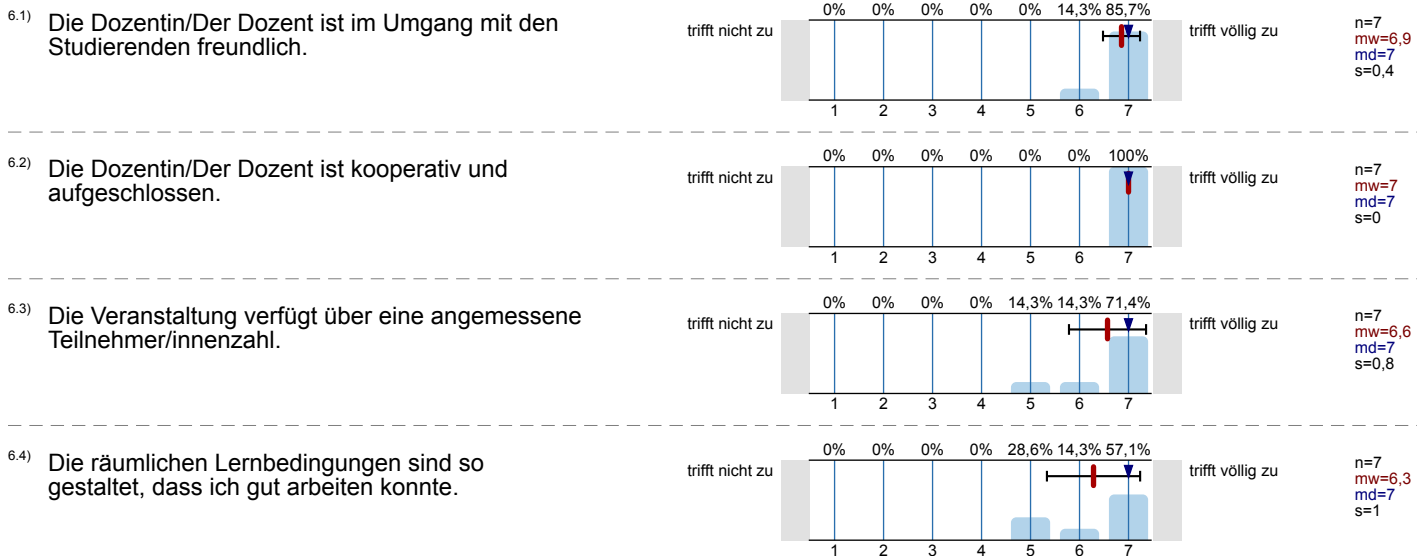 6.1) Die Dozentin/Der Dozent ist im Umgang mit den
Studierenden freundlich.
trifft nicht zu
0% 0% 0% 0% 0% 14,3% 85,7%
1 2 3 4 5 6 7
trifft völlig zu
n=7
mw=6,9
md=7
s=0,4
6.2) Die Dozentin/Der Dozent ist kooperativ und
aufgeschlossen.
trifft nicht zu
0% 0% 0% 0% 0% 0% 100%
1 2 3 4 5 6 7
trifft völlig zu
n=7
mw=7
md=7
s=0
6.3) Die Veranstaltung verfügt über eine angemessene
Teilnehmer/innenzahl.
trifft nicht zu
0% 0% 0% 0% 14,3% 14,3% 71,4%
1 2 3 4 5 6 7
trifft völlig zu
n=7
mw=6,6
md=7
s=0,8
6.4) Die räumlichen Lernbedingungen sind so
gestaltet, dass ich gut arbeiten konnte.
trifft nicht zu
0% 0% 0% 0% 28,6% 14,3% 57,1%
1 2 3 4 5 6 7
trifft völlig zu
n=7
mw=6,3
md=7
s=1